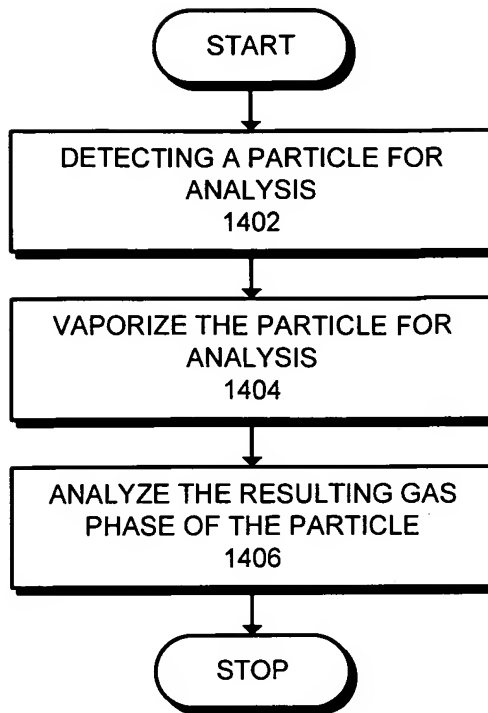 START
DETECTING A PARTICLE FOR
ANALYSIS
1402
VAPORIZE THE PARTICLE FOR
ANALYSIS
1404
ANALYZE THE RESULTING GAS
PHASE OF THE PARTICLE
1406
STOP